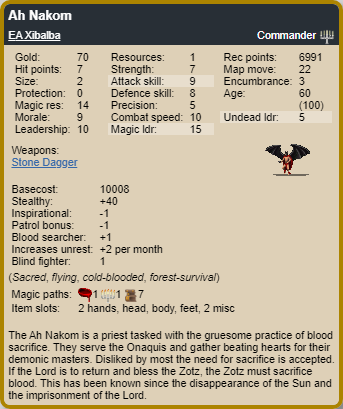 Ah Nakom
EA Xibalba Commander
Gold: 70 Resources: 1 Rec points: 6991
Hit points: 7 Strength: 7 Map move: 22
Size: 2 Attack skill: 9 Encumbrance: 3
Protection: 0 Defence skill: 8 Age: 60
Magic res: 14 Precision: 5 (100)
Morale: 9 Combat speed: 10 Undead ldr: 5
Leadership: 10 Magic ldr: 15
Weapons:
Stone Dagger
Basecost: 10008
Stealthy: +40
Inspirational: -1
Patrol bonus: -1
Blood searcher: +1
Increases unrest: +2 per month
Blind fighter: 1
(Sacred, flying, cold-blooded, forest-survival)
Magic paths: 1 1 7
Item slots: 2 hands, head, body, feet, 2 misc
The Ah Nakom is a priest tasked with the gruesome practice of blood
sacrifice. They serve the Onaquis and gather beating hearts for their
demonic masters. Disliked by most the need for sacrifice is accepted.
If the Lord is to return and bless the Zotz, the Zotz must sacrifice
blood. This has been known since the disappearance of the Sun and
the imprisonment of the Lord.